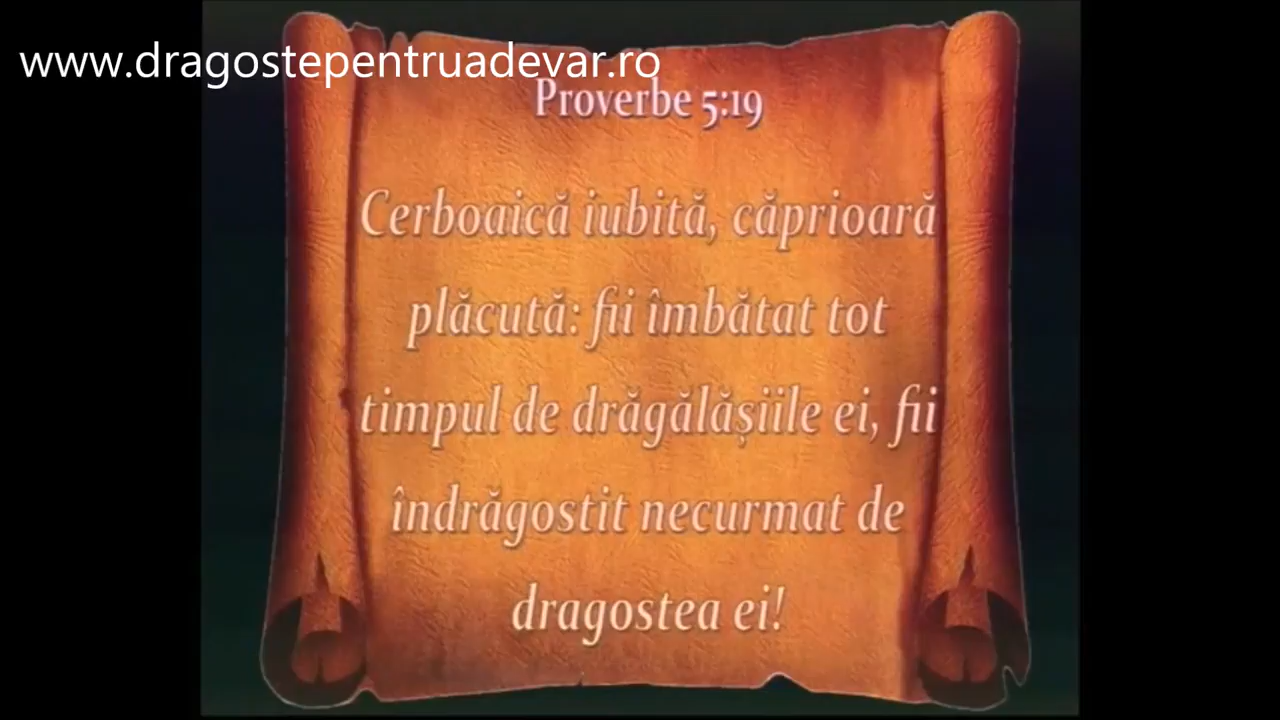 www.dragostepentruadevar.ro
Proverbe 5:19
Cerboaică iubită, căprioară
plăcută: fii îmbătat tot
timpul de drăgălășiile ei, fii
îndrăgostit necurmat de
dragostea ei!